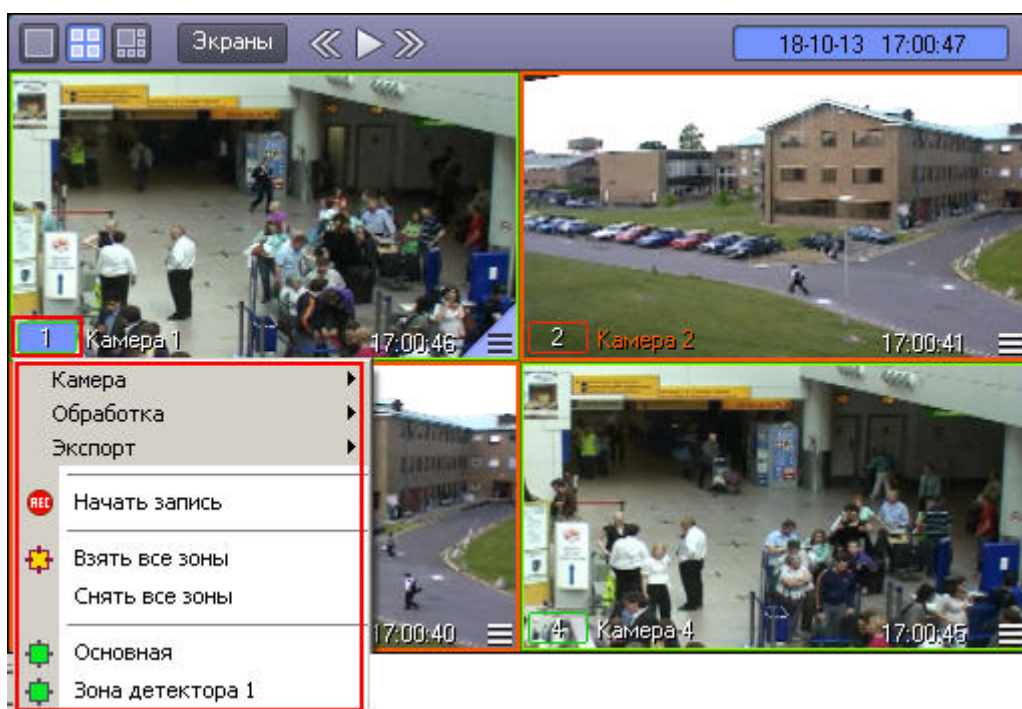 Экраны
18-10-13 17:00:47
1 Камера 1 17:00:46
2 Камера 2 17:00:41
Камера
Обработка
Экспорт
REC Начать запись
Взять все зоны
Снять все зоны
Основная
Зона детектора 1
17:00:40
4 Камера 4 17:00:45